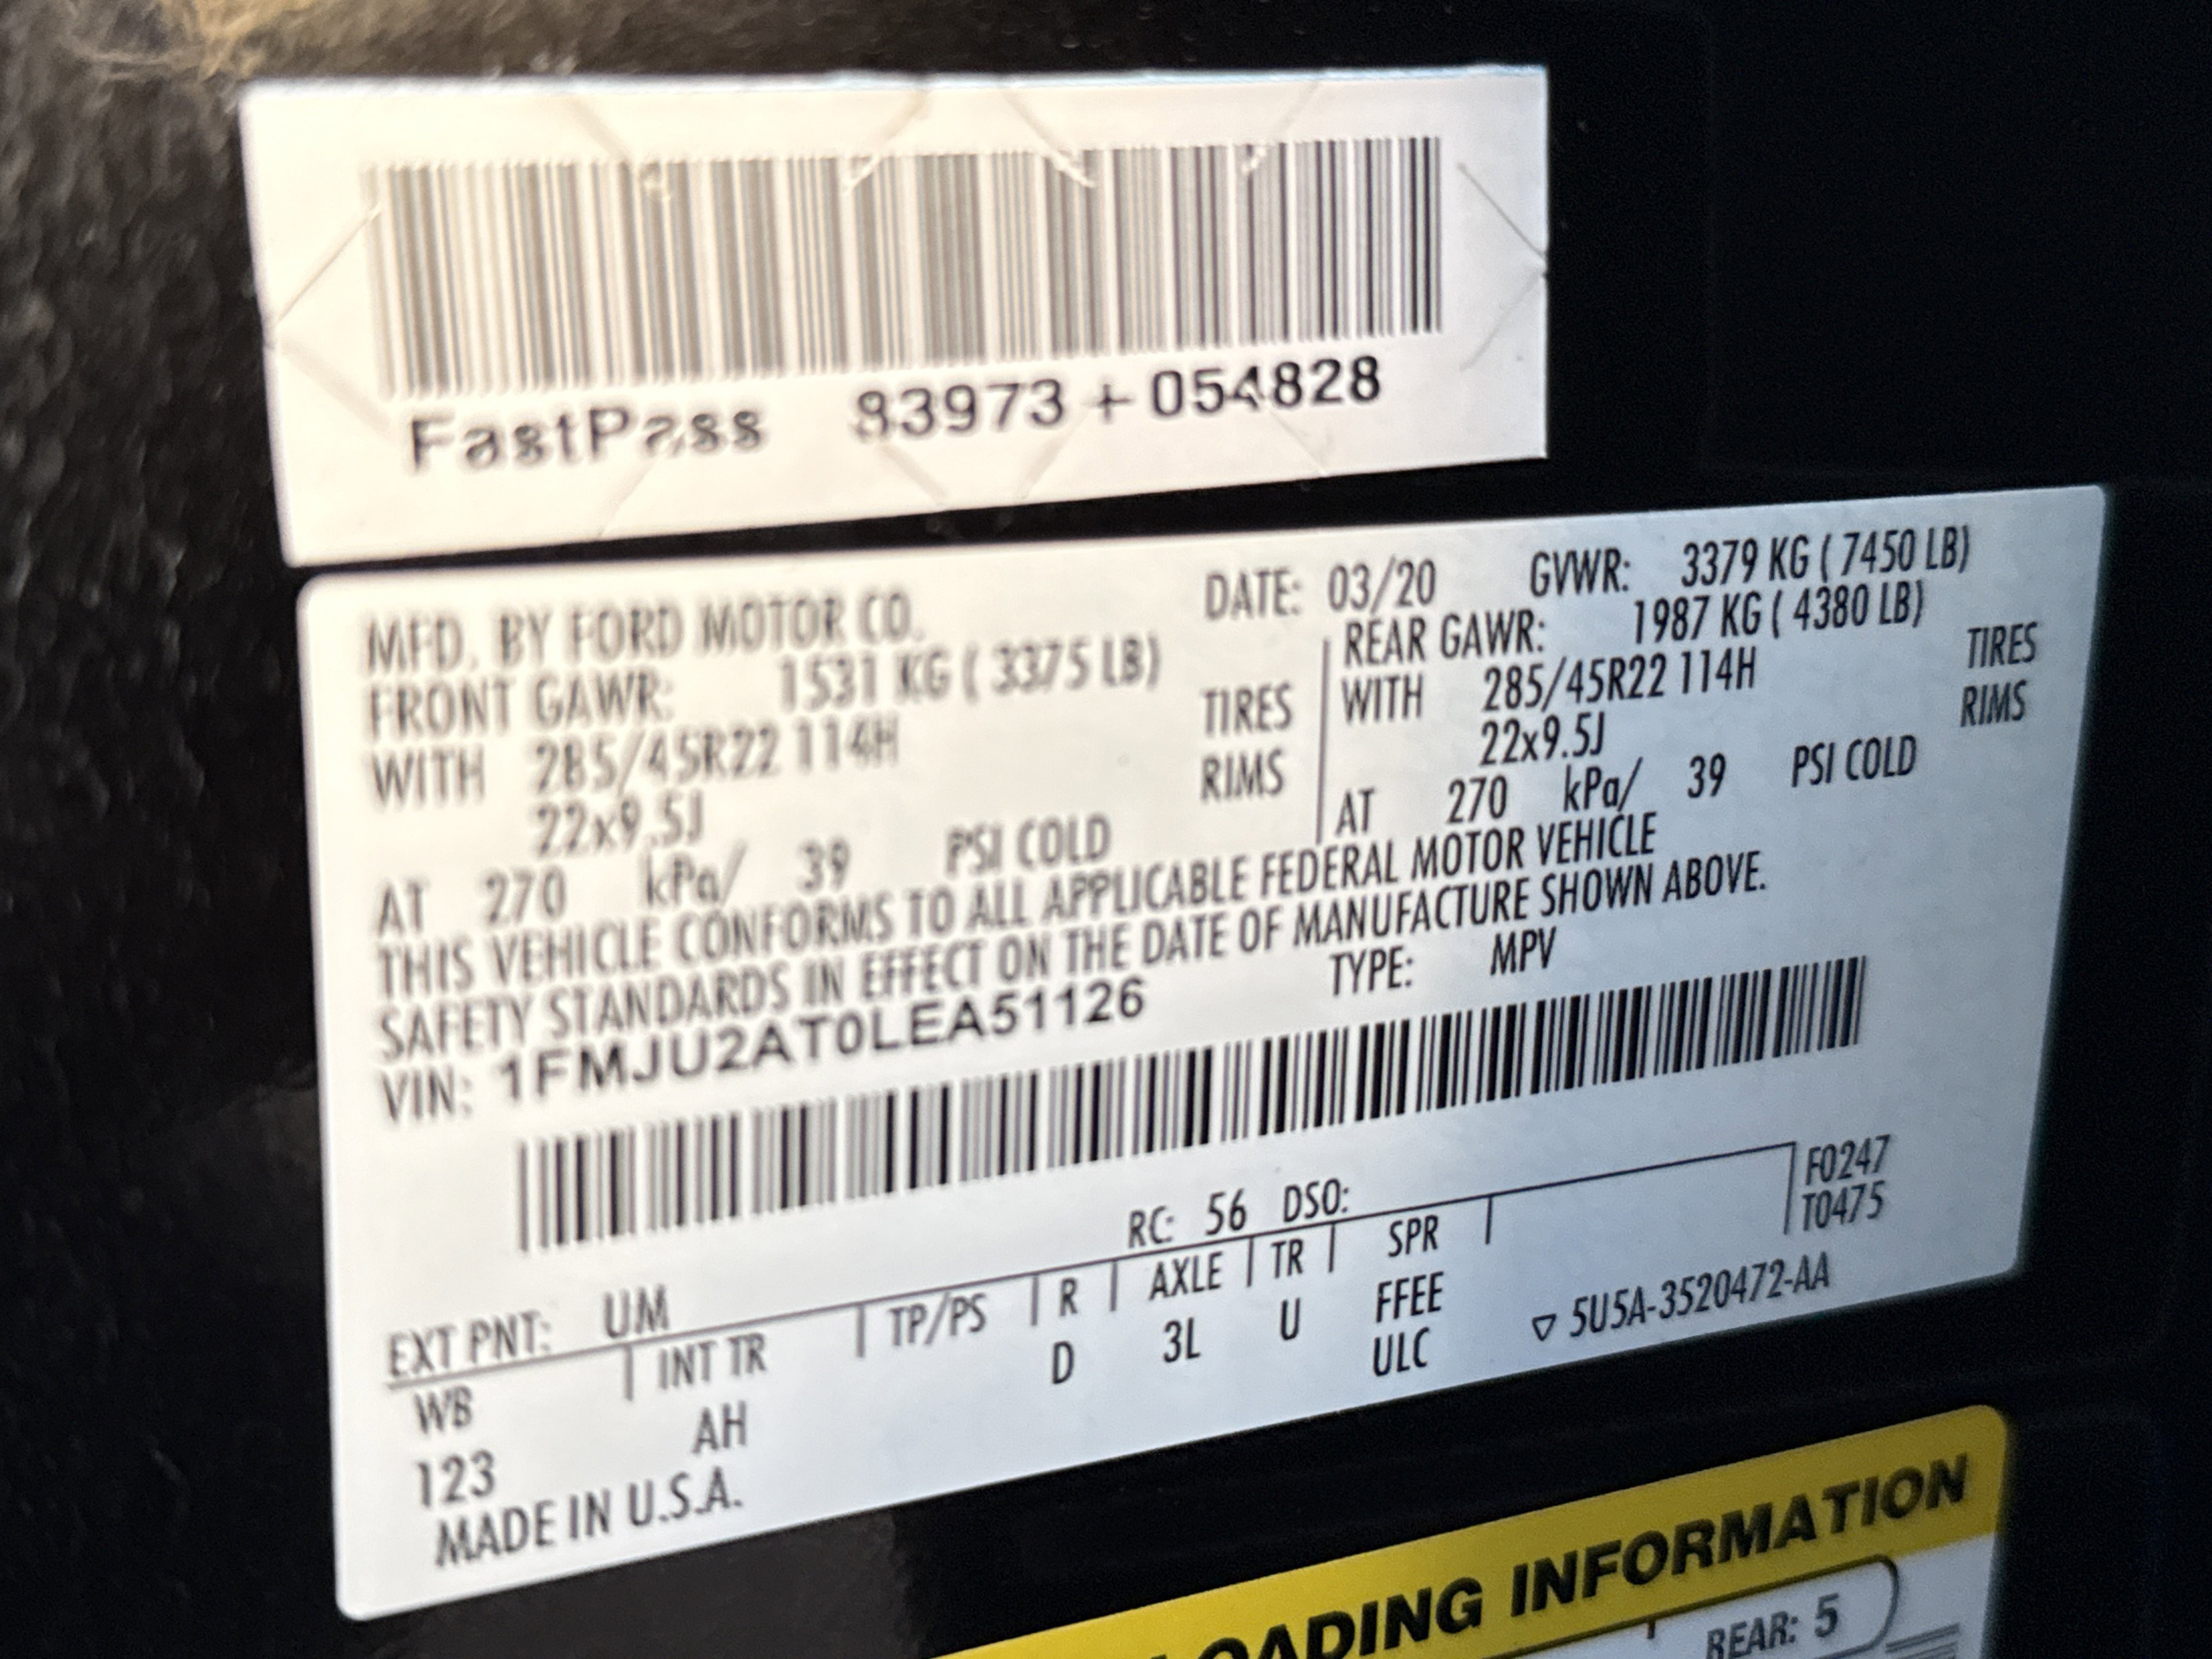 FastPass 83973 + 054828
MFD. BY FORD MOTOR CO. DATE: 03/20 GVWR: 3379 KG ( 7450 LB)
FRONT GAWR: 1531 KG ( 3375 LB) REAR GAWR: 1987 KG ( 4380 LB)
WITH 285/45R22 114H TIRES WITH 285/45R22 114H TIRES
22x9.5J RIMS 22x9.5J RIMS
AT 270 kPa/ 39 PSI COLD AT 270 kPa/ 39 PSI COLD
THIS VEHICLE CONFORMS TO ALL APPLICABLE FEDERAL MOTOR VEHICLE
SAFETY STANDARDS IN EFFECT ON THE DATE OF MANUFACTURE SHOWN ABOVE.
VIN: 1FMJU2AT0LEA51126 TYPE: MPV
F0247
EXT PNT: UM RC: 56 DSO: T0475
WB INT TR TP/PS R AXLE TR SPR
123 AH D 3L U FFEE
ULC
MADE IN U.S.A. ▽ 5U5A-3520472-AA
LOADING INFORMATION
REAR: 5